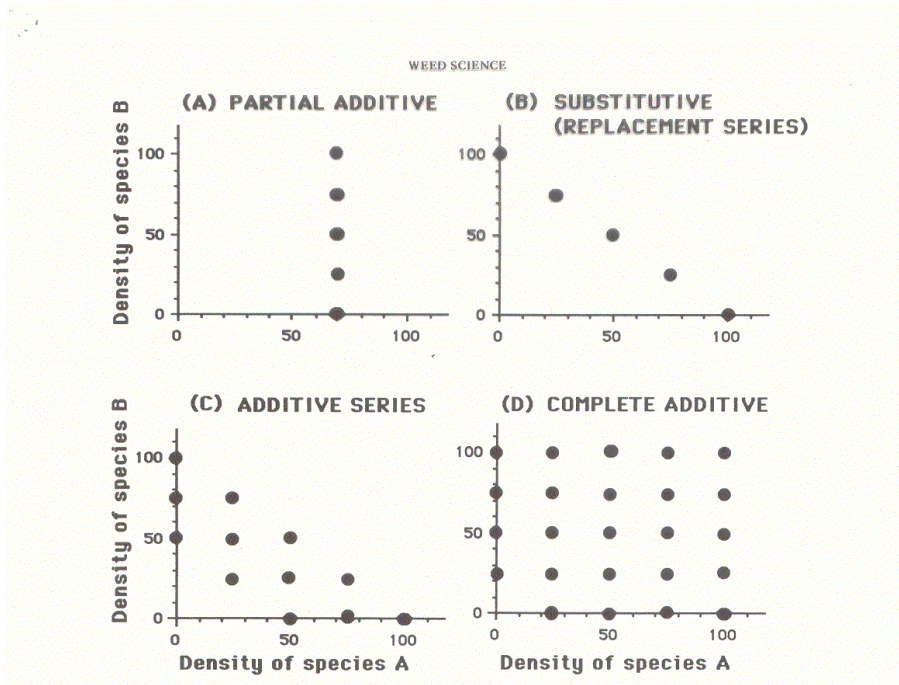 WEED SCIENCE
(A) PARTIAL ADDITIVE
Density of species B
100
50
0
0 50 100
(B) SUBSTITUTIVE
(REPLACEMENT SERIES)
100
50
0
0 50 100
(C) ADDITIVE SERIES
Density of species B
100
50
0
0 50 100
Density of species A
(D) COMPLETE ADDITIVE
100
50
0
0 50 100
Density of species A